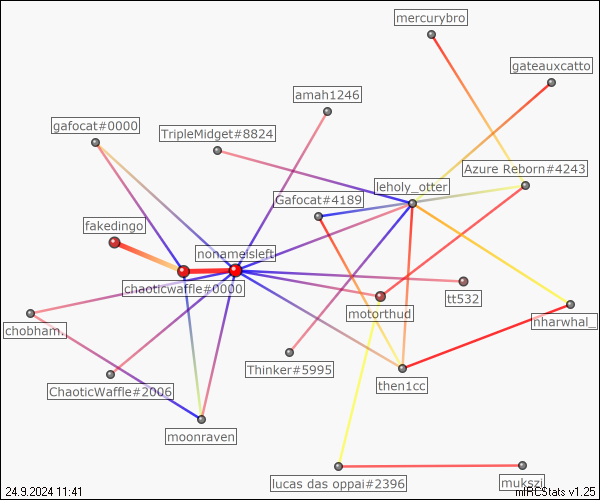 mercurybro
gateauxcatto
amah1246
gafocat#0000
TripleMidget#8824
Azure Reborn#4243
leholy_otter
Gafocat#4189
fakedingo
nonameisleft
chaoticwaffle#0000
tt532
motorthud
chobham.
nharwhal_
Thinker#5995
ChaoticWaffle#2006
then1cc
moonraven
lucas das oppai#2396
mukszi
24.9.2024 11:41
mIRCStats v1.25